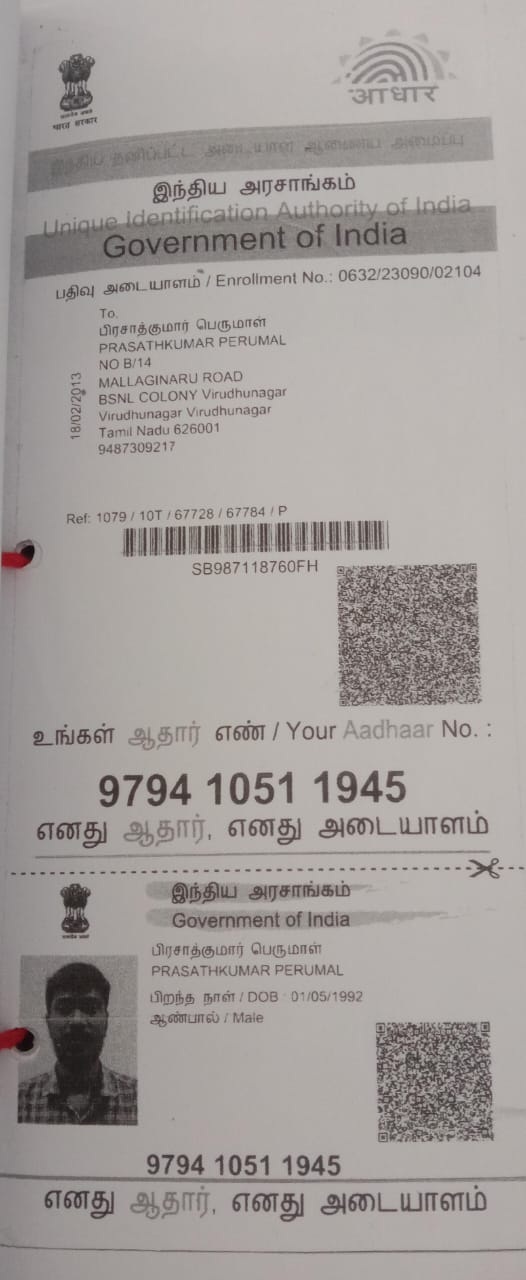 भारत सरकार
आधार
இந்திய தனிப்பட்ட அடையாள ஆணைய அமைப்பு
இந்திய அரசாங்கம்
Unique Identification Authority of India
Government of India
பதிவு அடையாளம் / Enrollment No.: 0632/23090/02104
18/02/2013
To,
பிரசாத்குமார் பெருமாள்
PRASATHKUMAR PERUMAL
NO B/14
MALLAGINARU ROAD
BSNL COLONY Virudhunagar
Virudhunagar Virudhunagar
Tamil Nadu 626001
9487309217
Ref: 1079 / 10T / 67728 / 67784 / P
SB987118760FH
உங்கள் ஆதார் எண் / Your Aadhaar No. :
9794 1051 1945
எனது ஆதார், எனது அடையாளம்
இந்திய அரசாங்கம்
Government of India
பிரசாத்குமார் பெருமாள்
PRASATHKUMAR PERUMAL
பிறந்த நாள் / DOB : 01/05/1992
ஆண்பால் / Male
9794 1051 1945
எனது ஆதார், எனது அடையாளம்